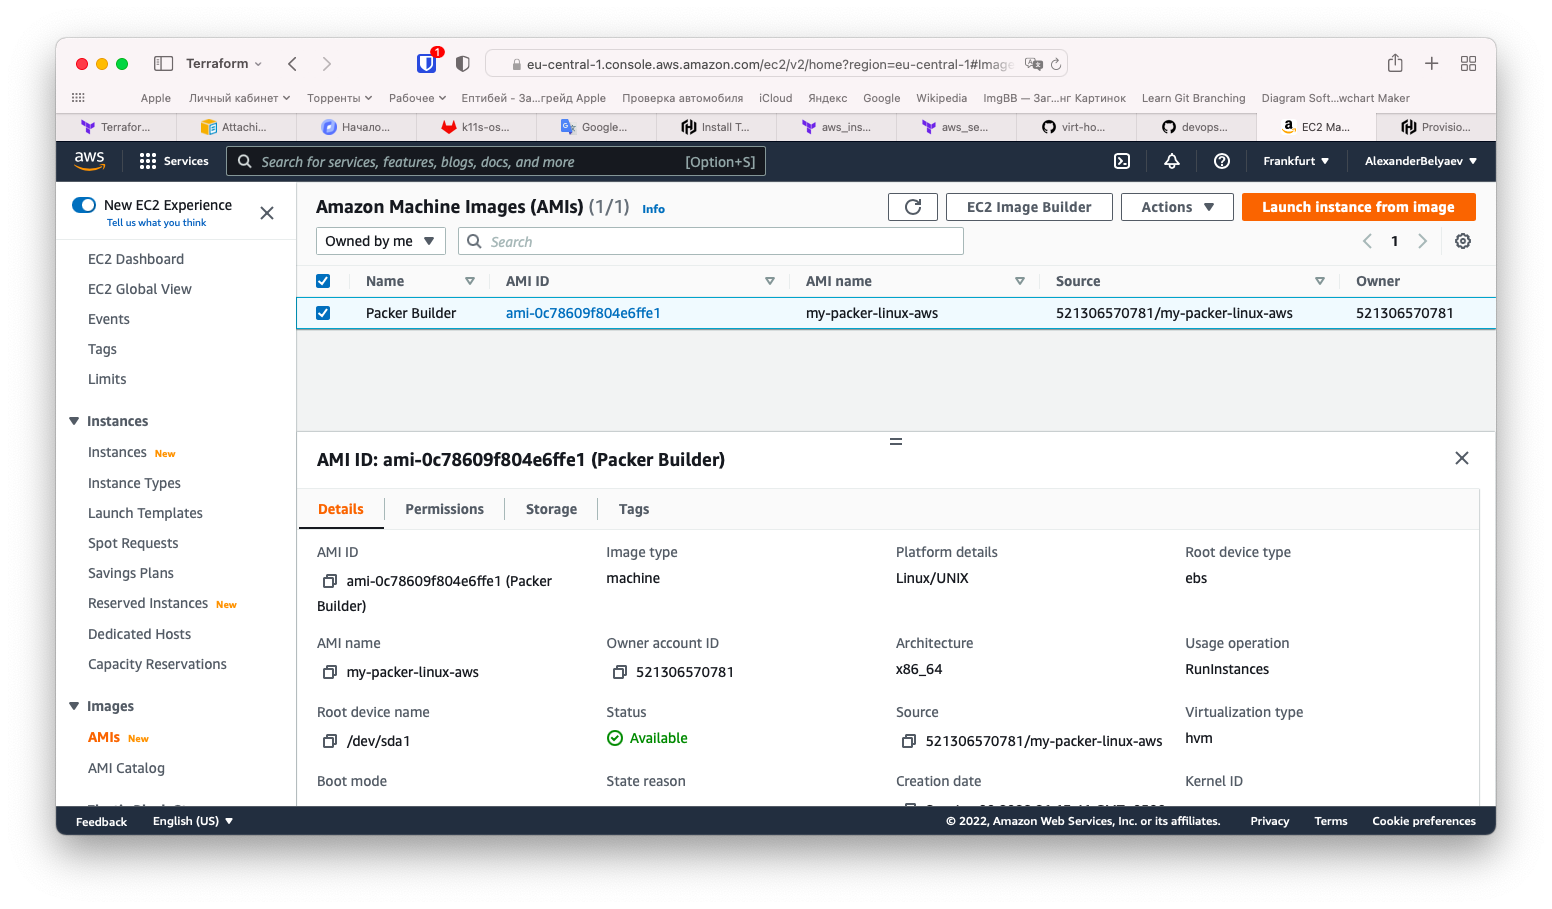 1
Terraform
eu-central-1.console.aws.amazon.com/ec2/v2/home?region=eu-central-1#Image
Apple Личный кабинет Торренты Рабочее Ептибей - За...грейд Apple Проверка автомобиля iCloud Яндекс Google Wikipedia ImgBB — Заг...нг Картинок Learn Git Branching Diagram Soft...wchart Maker
Terrafor... Attachi... Начало... k11s-os... Google... Install T... aws_ins... aws_se... virt-ho... devops... EC2 Ma... Provisio...
aws Services Search for services, features, blogs, docs, and more [Option+S] Frankfurt AlexanderBelyaev
New EC2 Experience
Tell us what you think
EC2 Dashboard
EC2 Global View
Events
Tags
Limits
Instances
Instances New
Instance Types
Launch Templates
Spot Requests
Savings Plans
Reserved Instances New
Dedicated Hosts
Capacity Reservations
Images
AMIs New
AMI Catalog
Amazon Machine Images (AMIs) (1/1) Info
EC2 Image Builder Actions Launch instance from image
Owned by me Search 1
Name AMI ID AMI name Source Owner
Packer Builder ami-0c78609f804e6ffe1 my-packer-linux-aws 521306570781/my-packer-linux-aws 521306570781
AMI ID: ami-0c78609f804e6ffe1 (Packer Builder)
Details Permissions Storage Tags
AMI ID Image type Platform details Root device type
ami-0c78609f804e6ffe1 (Packer machine Linux/UNIX ebs
Builder)
AMI name Owner account ID Architecture Usage operation
my-packer-linux-aws 521306570781 x86_64 RunInstances
Root device name Status Source Virtualization type
/dev/sda1 Available 521306570781/my-packer-linux-aws hvm
Boot mode State reason Creation date Kernel ID
Feedback English (US) © 2022, Amazon Web Services, Inc. or its affiliates. Privacy Terms Cookie preferences